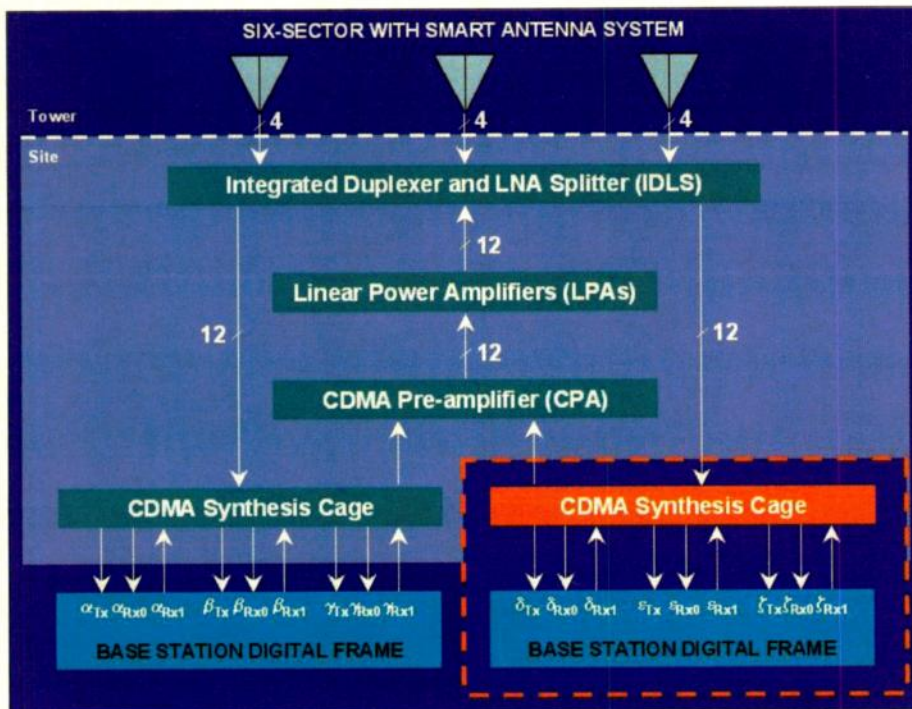 SIX-SECTOR WITH SMART ANTENNA SYSTEM
Tower
4
4
4
Site
Integrated Duplexer and LNA Splitter (IDLS)
12
Linear Power Amplifiers (LPAs)
12
12
12
CDMA Pre-amplifier (CPA)
CDMA Synthesis Cage
CDMA Synthesis Cage
αTx αRx0 αRx1 βTx βRx0 βRx1 γTx γRx0 γRx1
δTx δRx0 δRx1 εTx εRx0 εRx1 ζTx ζRx0 ζRx1
BASE STATION DIGITAL FRAME
BASE STATION DIGITAL FRAME